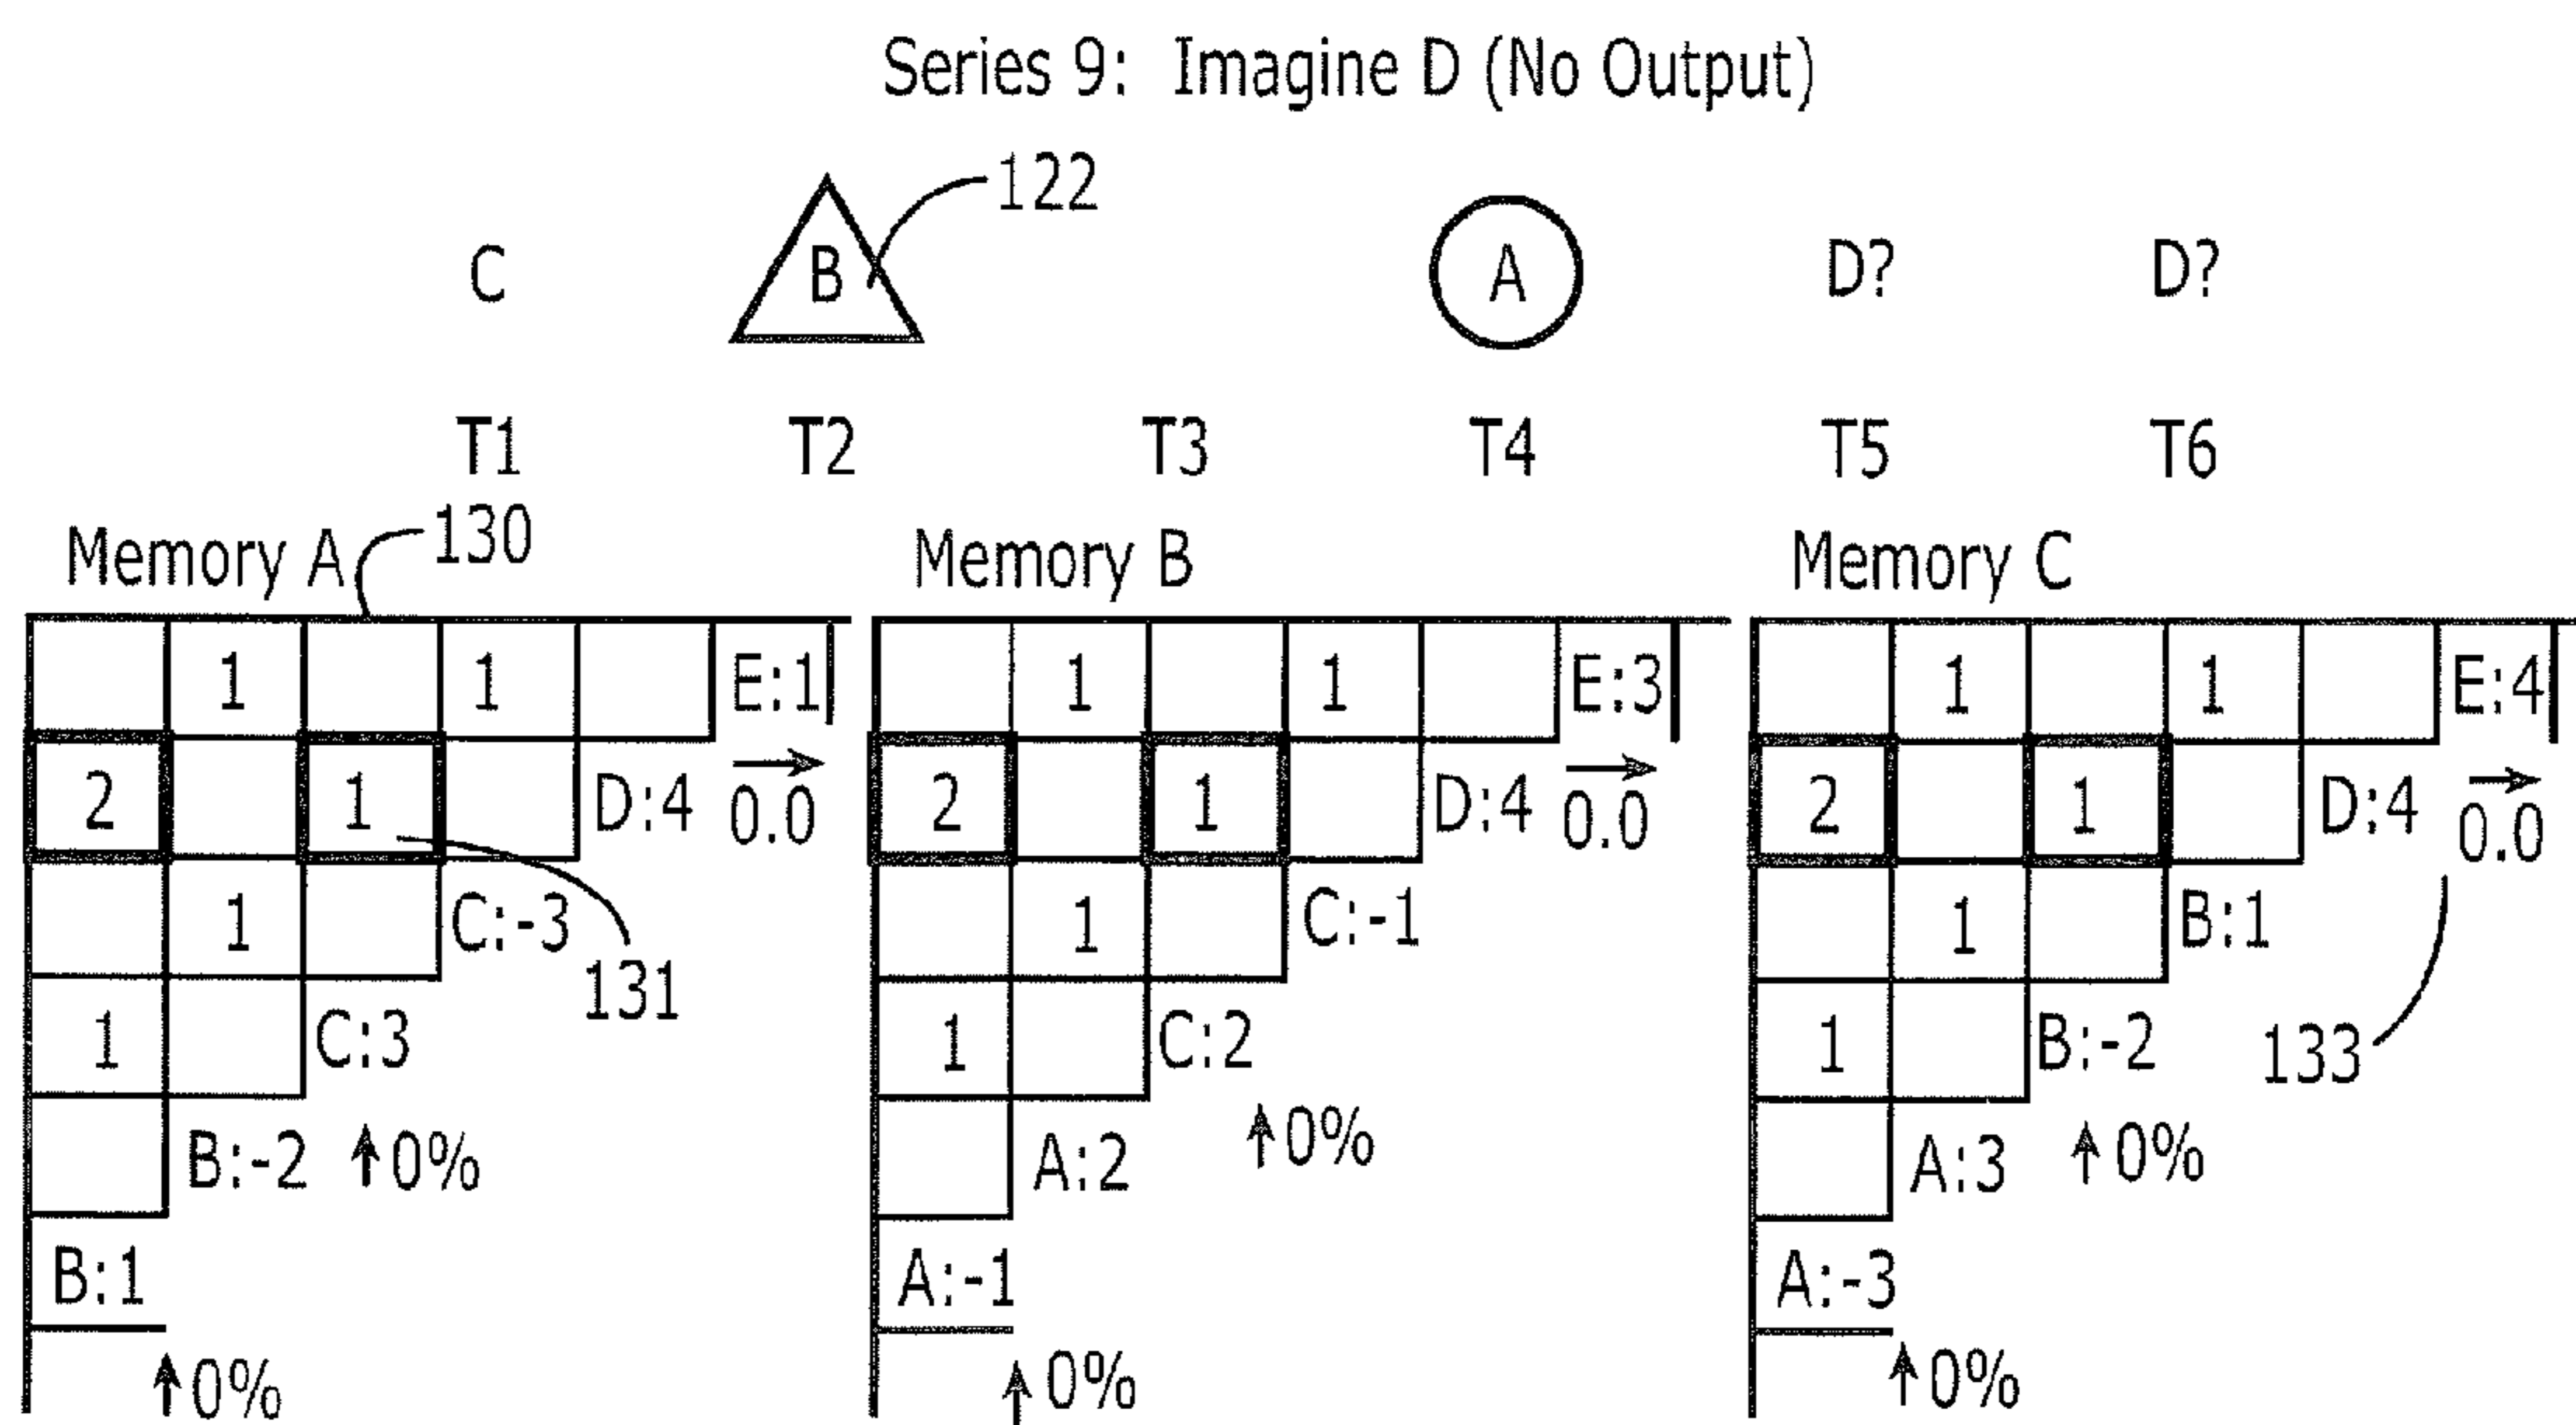 Series 9: Imagine D (No Output)
122
C B A D? D?
T1 T2 T3 T4 T5 T6
130
Memory A Memory B Memory C
1 1 E:1 1 1 E:3 1 1 E:4
2 1 D:4 0.0 2 1 D:4 0.0 2 1 D:4 0.0
1 C:-3 1 C:-1 1 B:1
131
1 C:3 1 C:2 1 B:-2 133
B:-2 0% A:2 0% A:3 0%
B:1 A:-1 A:-3
0% 0% 0%